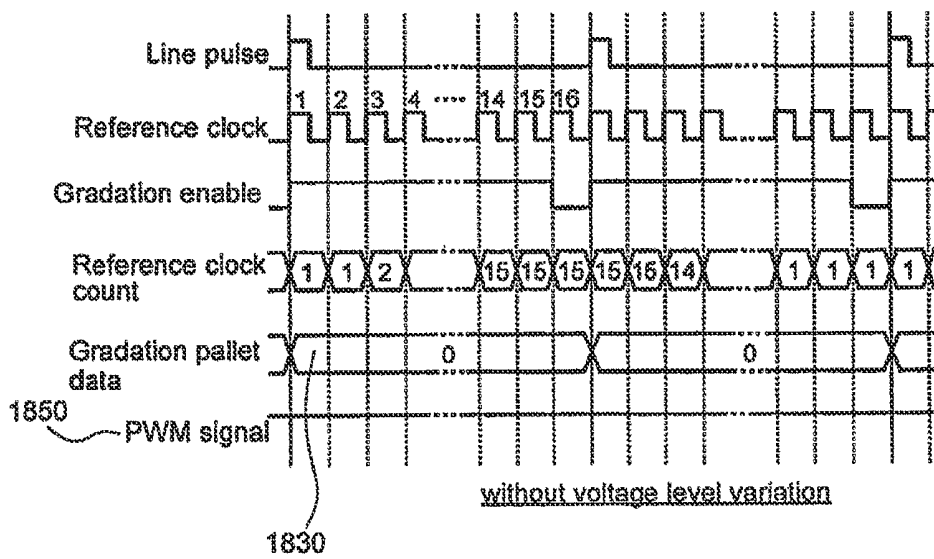 Line pulse
1 2 3 4 ···· 14 15 16
Reference clock
Gradation enable
Reference clock count
1 1 2 15 15 15 15 16 14 1 1 1 1
Gradation pallet data
0 0
1850
PWM signal
without voltage level variation
1830